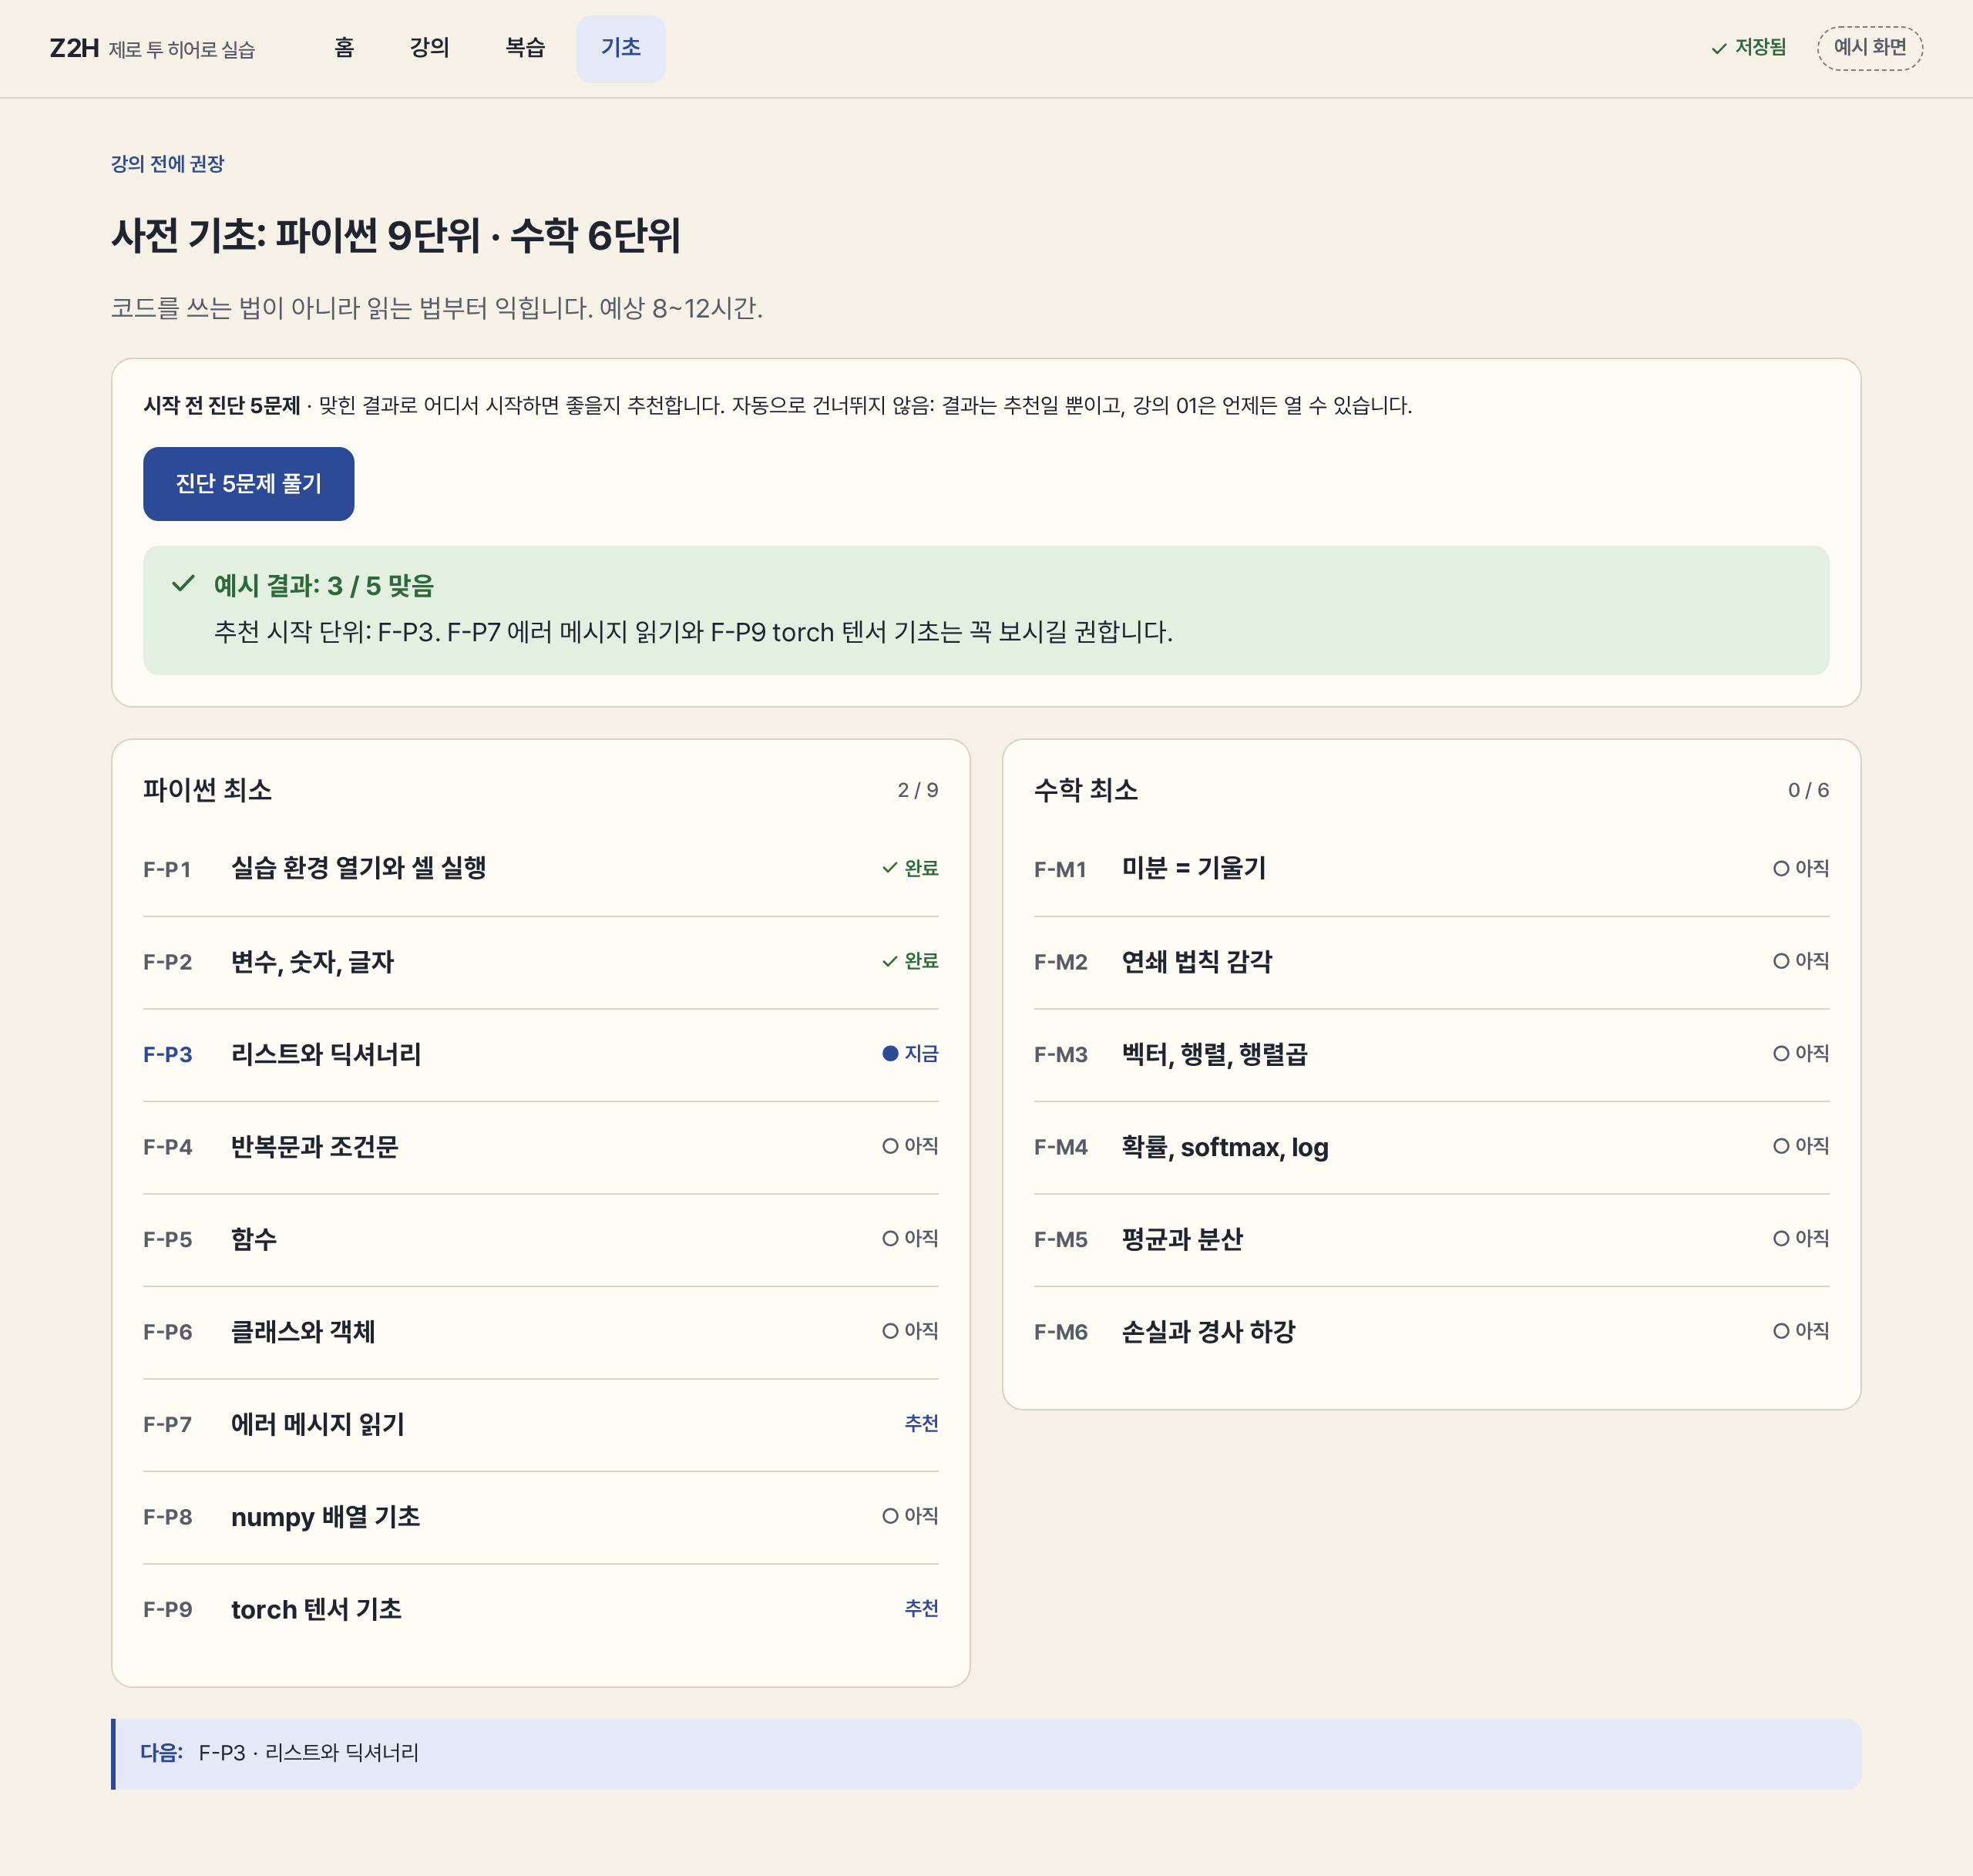 Z2H 제로 투 히어로 실습 홈 강의 복습 기초 저장됨 예시 화면
강의 전에 권장
사전 기초: 파이썬 9단위 · 수학 6단위
코드를 쓰는 법이 아니라 읽는 법부터 익힙니다. 예상 8~12시간.
시작 전 진단 5문제 · 맞힌 결과로 어디서 시작하면 좋을지 추천합니다. 자동으로 건너뛰지 않음: 결과는 추천일 뿐이고, 강의 01은 언제든 열 수 있습니다.
진단 5문제 풀기
예시 결과: 3 / 5 맞음
추천 시작 단위: F-P3. F-P7 에러 메시지 읽기와 F-P9 torch 텐서 기초는 꼭 보시길 권합니다.
파이썬 최소 2 / 9
F-P1 실습 환경 열기와 셀 실행 완료
F-P2 변수, 숫자, 글자 완료
F-P3 리스트와 딕셔너리 지금
F-P4 반복문과 조건문 아직
F-P5 함수 아직
F-P6 클래스와 객체 아직
F-P7 에러 메시지 읽기 추천
F-P8 numpy 배열 기초 아직
F-P9 torch 텐서 기초 추천
수학 최소 0 / 6
F-M1 미분 = 기울기 아직
F-M2 연쇄 법칙 감각 아직
F-M3 벡터, 행렬, 행렬곱 아직
F-M4 확률, softmax, log 아직
F-M5 평균과 분산 아직
F-M6 손실과 경사 하강 아직
다음: F-P3 · 리스트와 딕셔너리